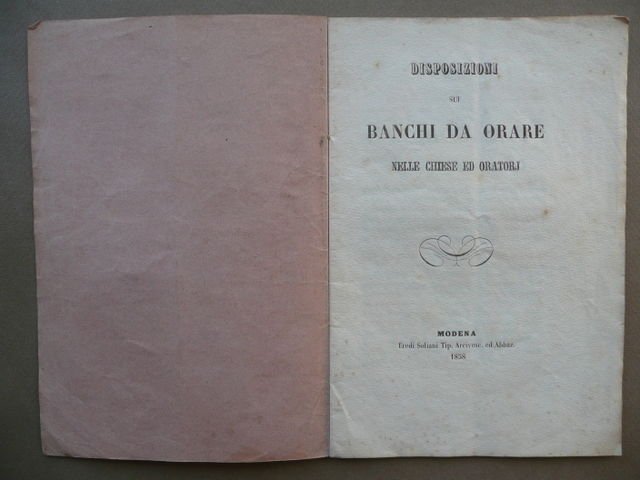 DISPOSIZIONI
SUI
BANCHI DA ORARE
NELLE CHIESE ED ORATORJ
MODENA
Eredi Soliani Tip. Arcivesc. ed Abbaz.
1858